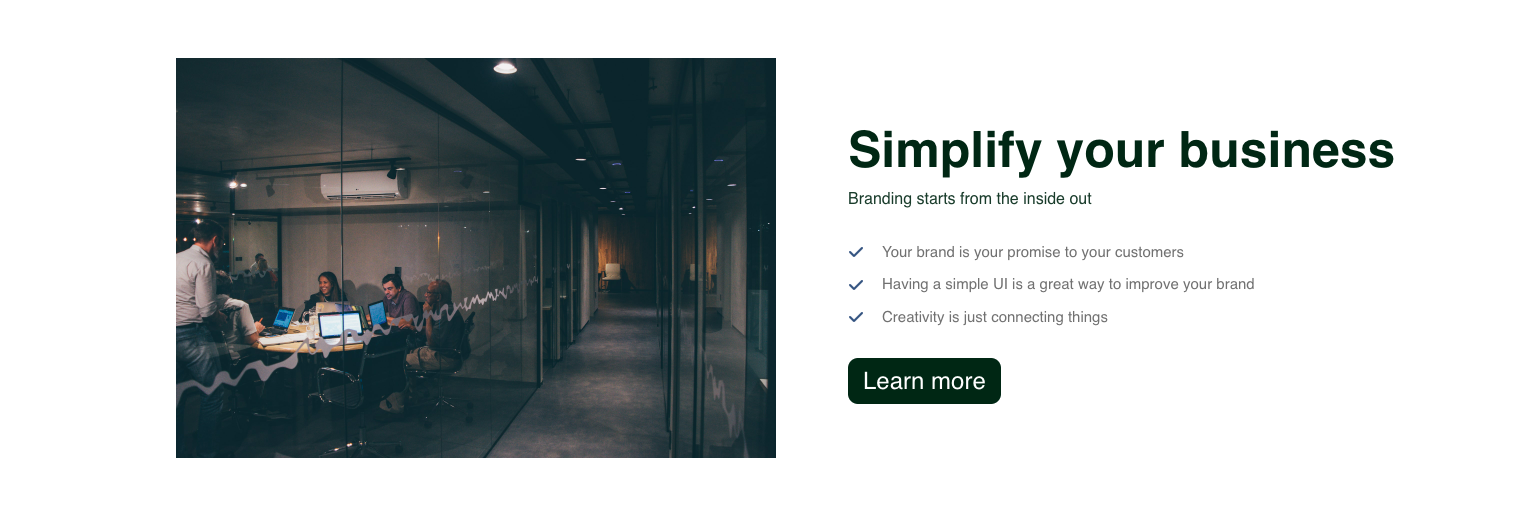 Simplify your business
Branding starts from the inside out
Your brand is your promise to your customers
Having a simple UI is a great way to improve your brand
Creativity is just connecting things
Learn more